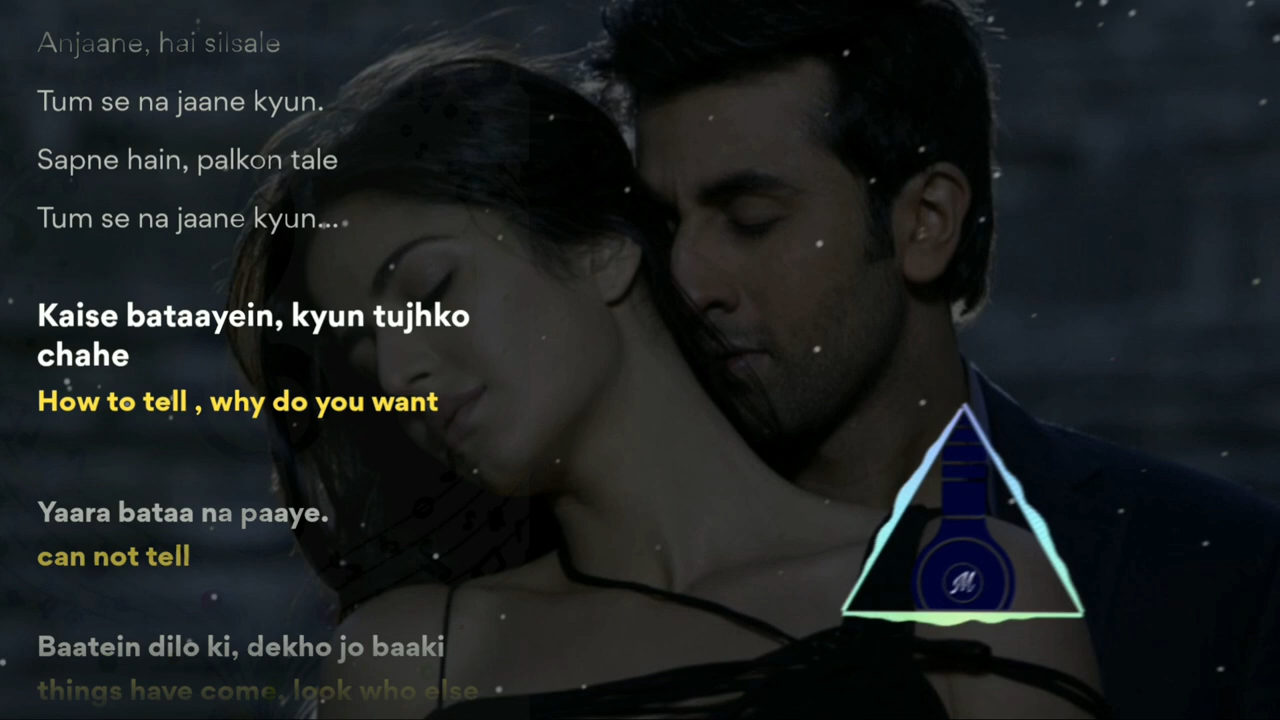 Anjaane, hai silsale
Tum se na jaane kyun.
Sapne hain, palkon tale
Tum se na jaane kyun...
Kaise bataayein, kyun tujhko
chahe
How to tell , why do you want
Yaara bataa na paaye.
can not tell
Baatein dilo ki, dekho jo baaki
things have come, look who else
M